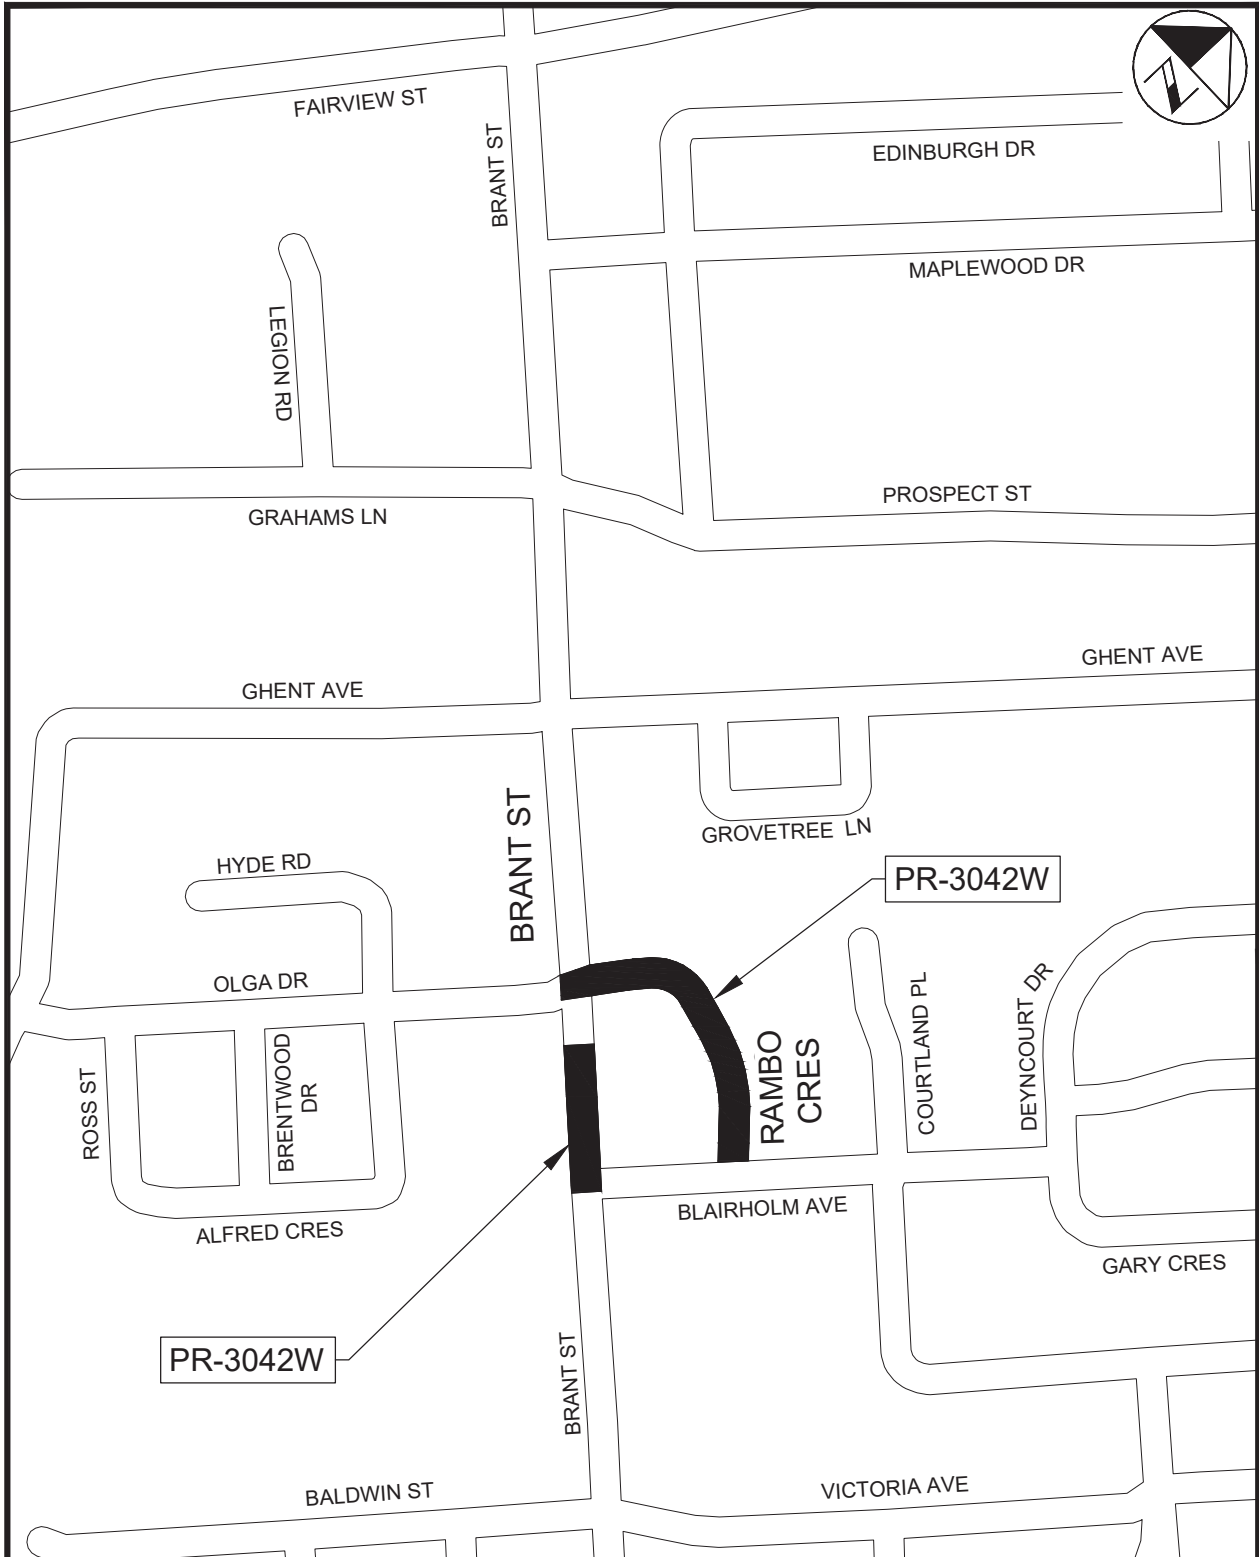 FAIRVIEW ST
BRANT ST
EDINBURGH DR
MAPLEWOOD DR
LEGION RD
GRAHAMS LN
PROSPECT ST
GHENT AVE
GHENT AVE
BRANT ST
GROVETREE LN
HYDE RD
PR-3042W
OLGA DR
ROSS ST
BRENTWOOD
DR
RAMBO
CRES
COURTLAND PL
DEYNCOURT DR
ALFRED CRES
BLAIRHOLM AVE
GARY CRES
PR-3042W
BRANT ST
BALDWIN ST
VICTORIA AVE